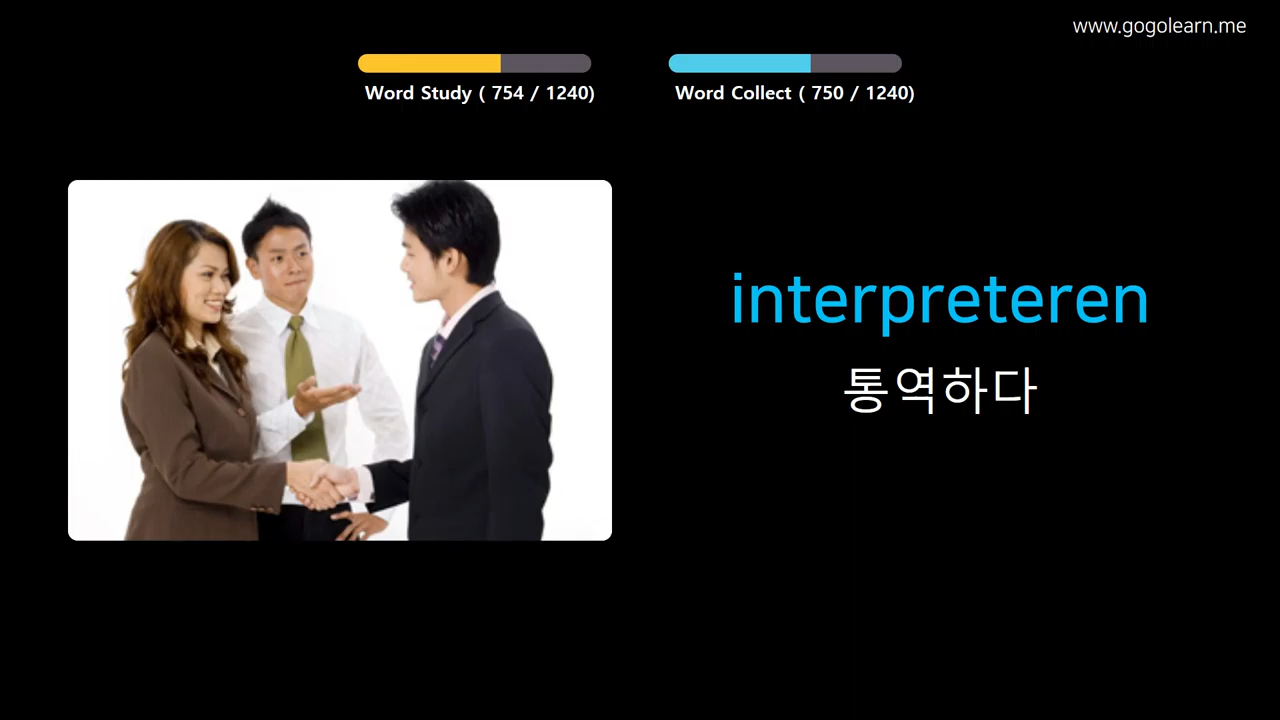 www.gogolearn.me
Word Study ( 754 / 1240)
Word Collect ( 750 / 1240)
interpreteren
통역하다